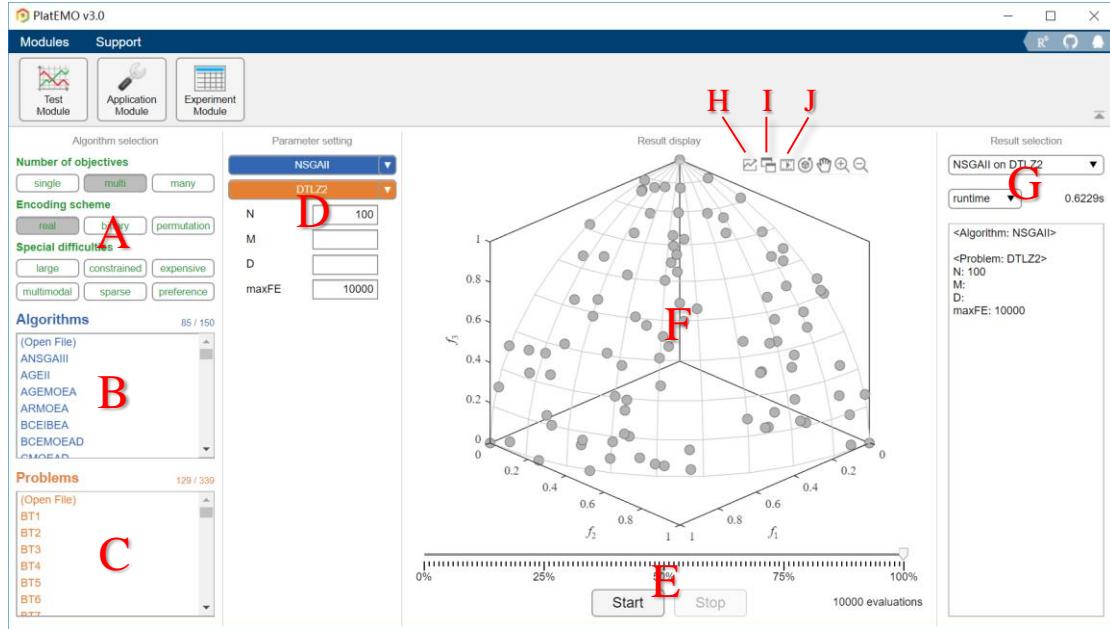 PlatEMO v3.0
Modules Support
Test Module
Application Module
Experiment Module
H I J
Algorithm selection
Number of objectives
single multi many
Encoding scheme
real binary permutation
A
Special difficulties
large constrained expensive
multimodal sparse preference
Algorithms 85 / 150
(Open File)
ANSGAIII
AGEII
AGEMOEA
ARMOEA
BCEIBEA
BCEMOEAD
CMOEAD
B
Problems 129 / 339
(Open File)
BT1
BT2
BT3
BT4
BT5
BT6
BT7
C
Parameter setting
NSGAII
DTLZ2
D
N 100
M
D
maxFE 10000
Result display
1
0.8
0.6
0.4
0.2
0
f3
F
0 0.2 0.4 0.6 0.8 1
f2
1 0.8 0.6 0.4 0.2 0
f1
0% 25% 50% 75% 100%
E
Start Stop 10000 evaluations
Result selection
NSGAII on DTLZ2
G
runtime 0.6229s
<Algorithm: NSGAII>
<Problem: DTLZ2>
N: 100
M:
D:
maxFE: 10000